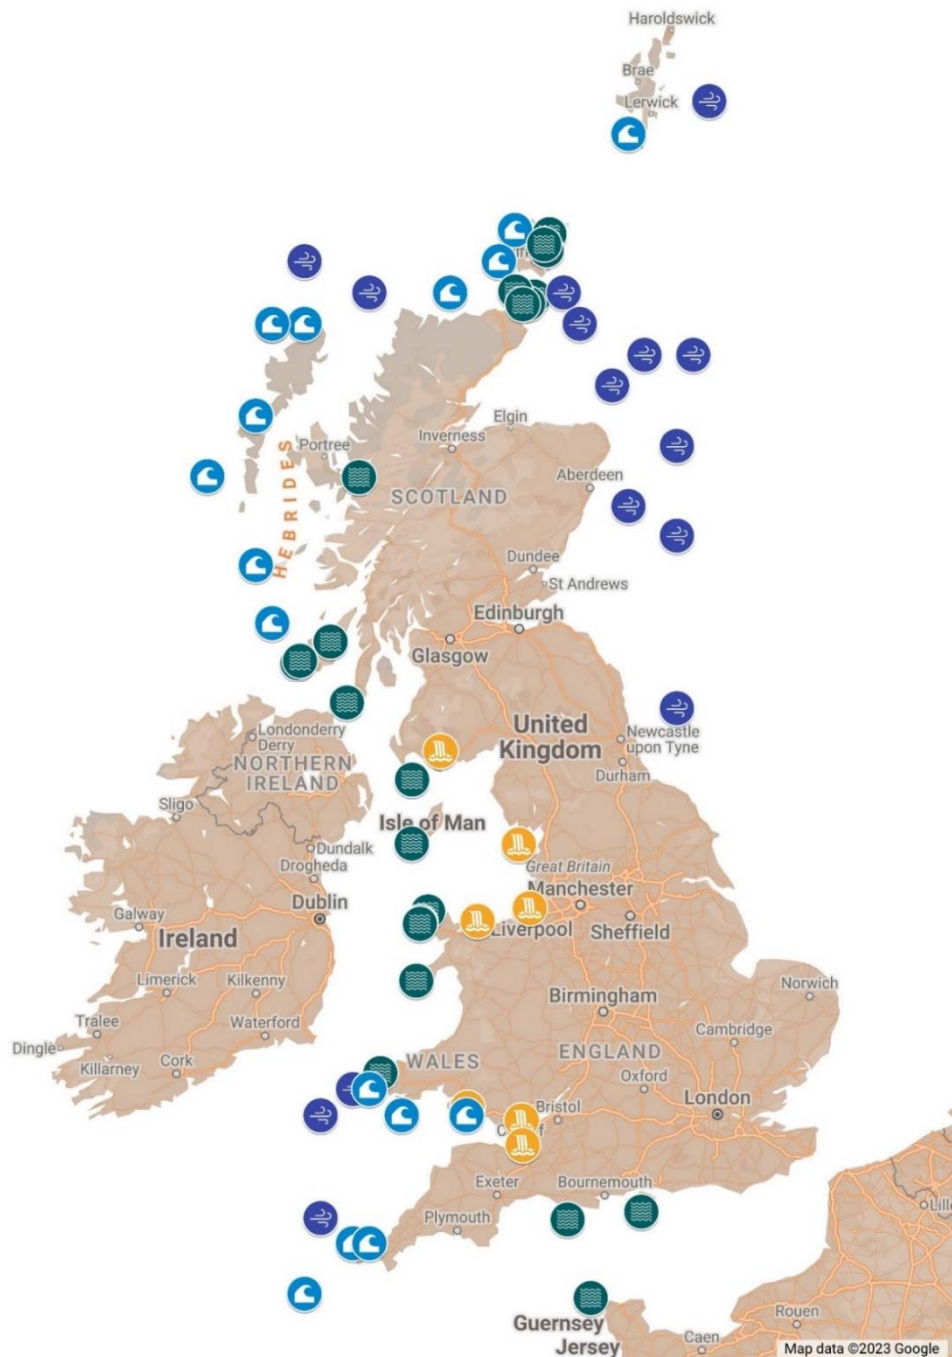 Haroldswick
Brae
Lerwick
Elgin
Inverness
Portree
HEBRIDES
Aberdeen
SCOTLAND
Dundee
St Andrews
Edinburgh
Glasgow
Londonderry
Derry
NORTHERN
IRELAND
United
Kingdom
Newcastle
upon Tyne
Durham
Sligo
Isle of Man
Dundalk
Drogheda
Great Britain
Manchester
Dublin
Galway
Ireland
Liverpool
Sheffield
Limerick
Kilkenny
Norwich
Birmingham
Tralee
Waterford
Cambridge
Dingle
Killarney
Cork
WALES
ENGLAND
Oxford
London
Bristol
Exeter
Bournemouth
Plymouth
Guernsey
Jersey
Rouen
Caen
Map data ©2023 Google